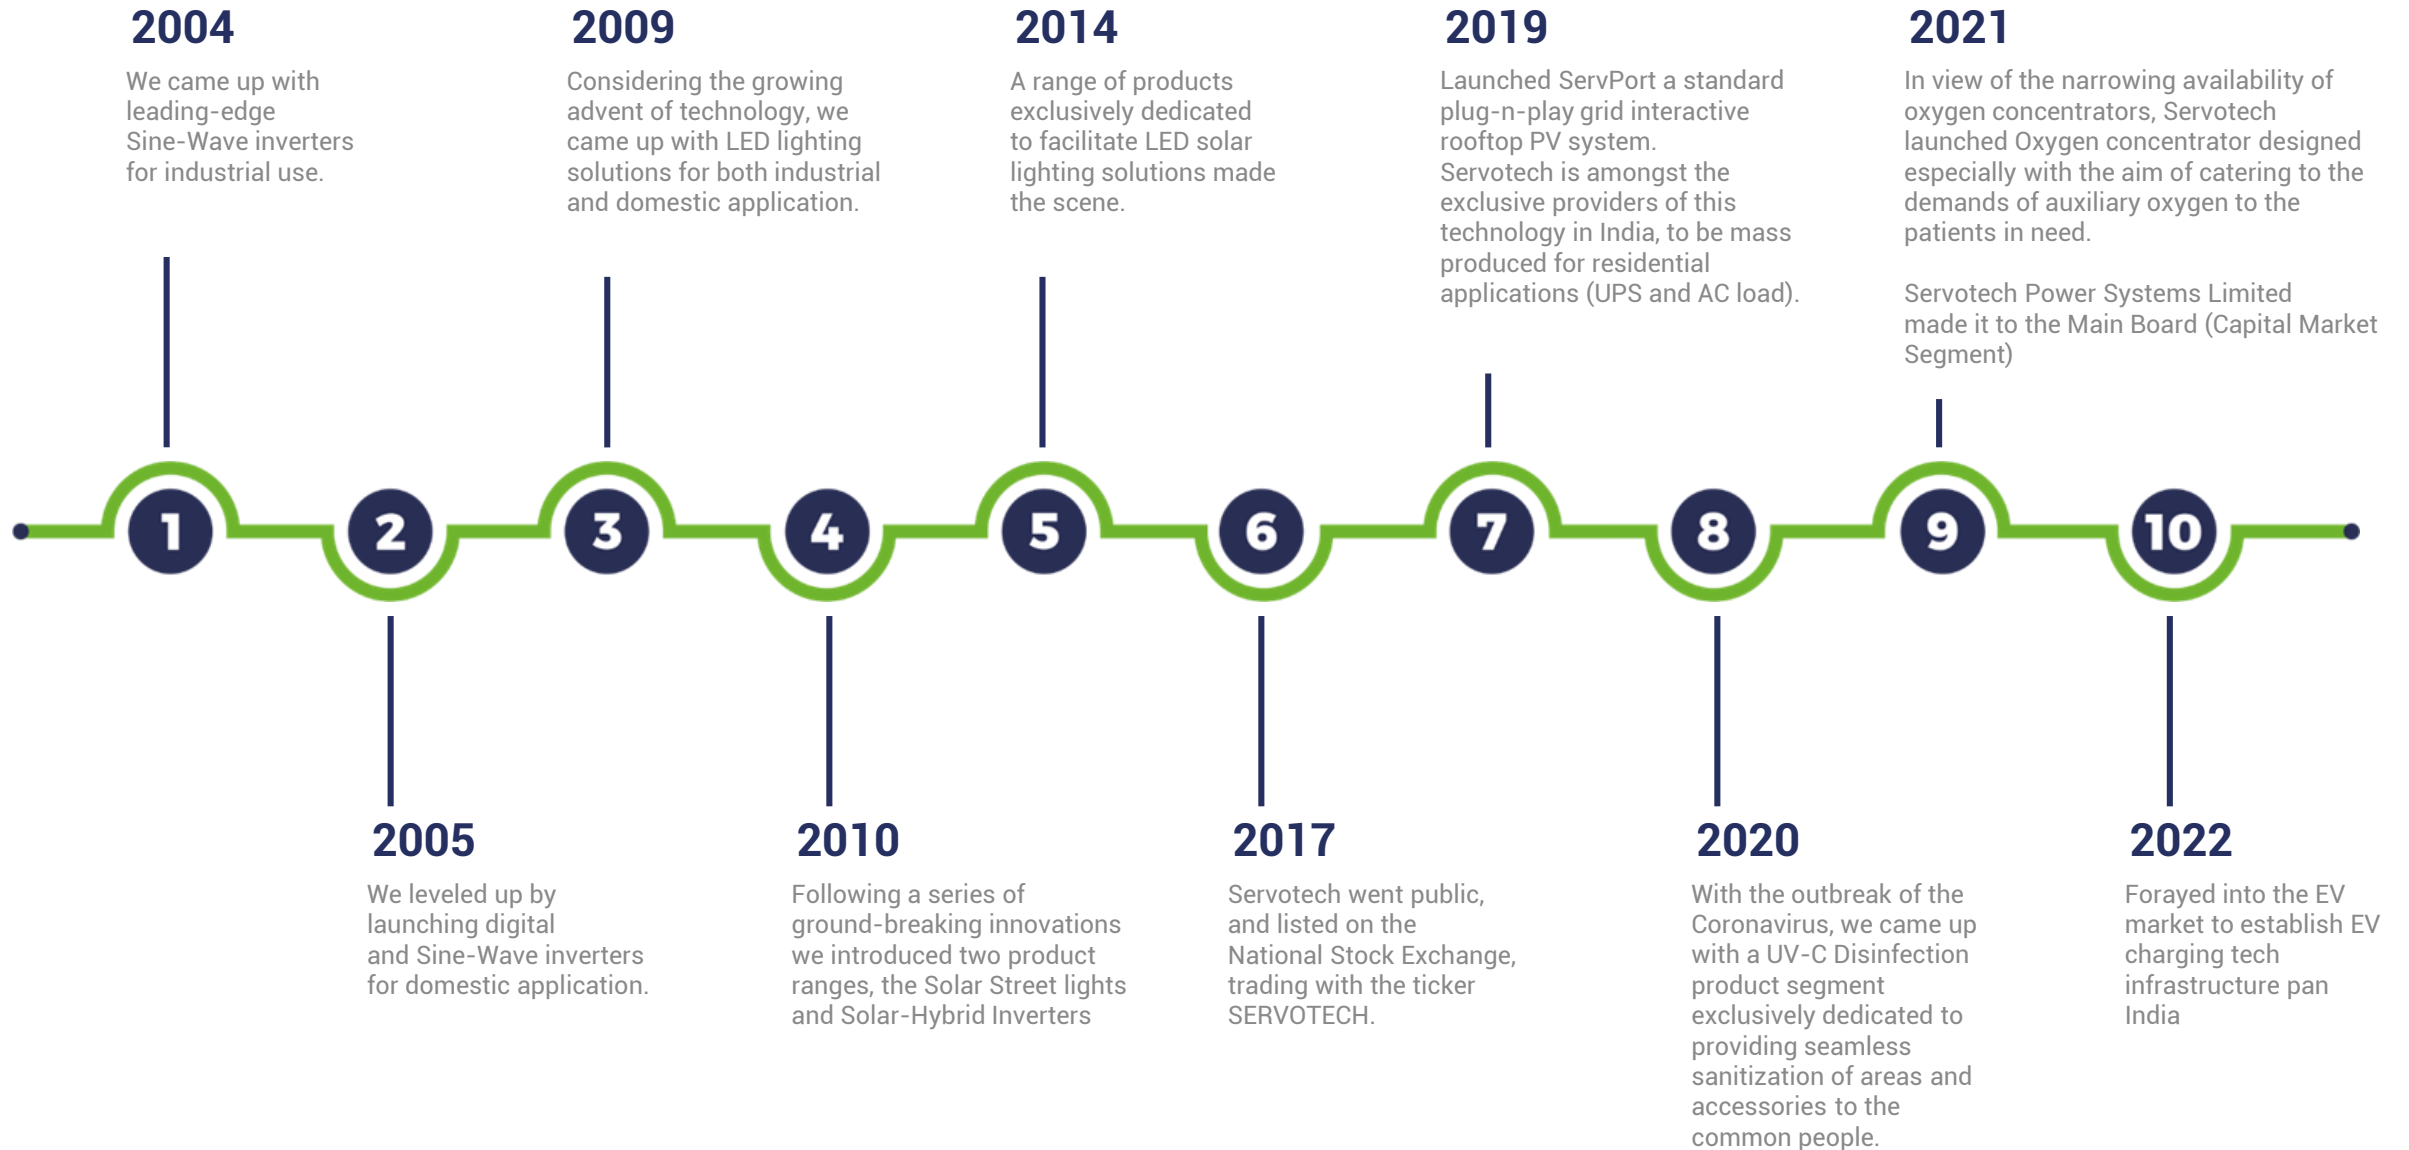 2004
We came up with
leading-edge
Sine-Wave inverters
for industrial use.
2009
Considering the growing
advent of technology, we
came up with LED lighting
solutions for both industrial
and domestic application.
2014
A range of products
exclusively dedicated
to facilitate LED solar
lighting solutions made
the scene.
2019
Launched ServPort a standard
plug-n-play grid interactive
rooftop PV system.
Servotech is amongst the
exclusive providers of this
technology in India, to be mass
produced for residential
applications (UPS and AC load).
2021
In view of the narrowing availability of
oxygen concentrators, Servotech
launched Oxygen concentrator designed
especially with the aim of catering to the
demands of auxiliary oxygen to the
patients in need.
Servotech Power Systems Limited
made it to the Main Board (Capital Market
Segment)
1
2
3
4
5
6
7
8
9
10
2005
We leveled up by
launching digital
and Sine-Wave inverters
for domestic application.
2010
Following a series of
ground-breaking innovations
we introduced two product
ranges, the Solar Street lights
and Solar-Hybrid Inverters
2017
Servotech went public,
and listed on the
National Stock Exchange,
trading with the ticker
SERVOTECH.
2020
With the outbreak of the
Coronavirus, we came up
with a UV-C Disinfection
product segment
exclusively dedicated to
providing seamless
sanitization of areas and
accessories to the
common people.
2022
Forayed into the EV
market to establish EV
charging tech
infrastructure pan
India